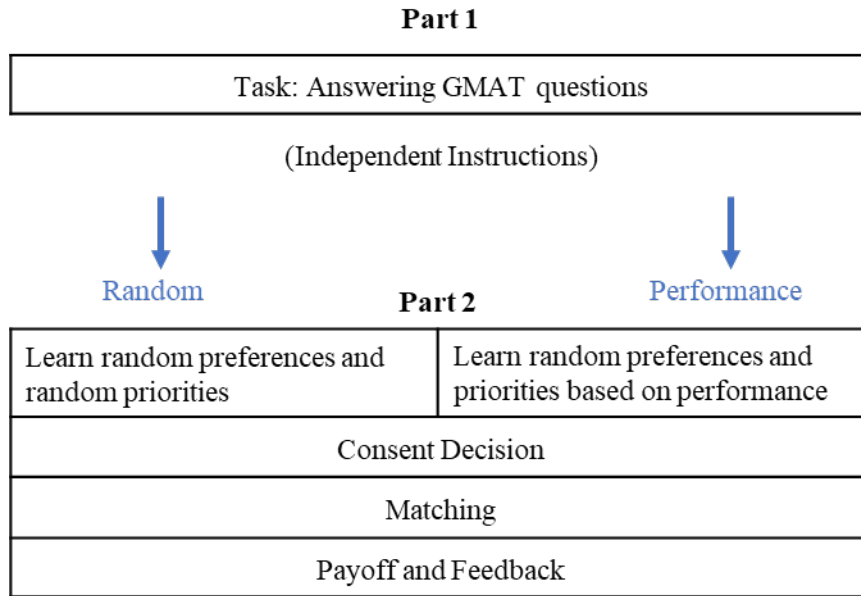 Part 1
Task: Answering GMAT questions
(Independent Instructions)
Random
Performance
Part 2
Learn random preferences and
random priorities
Learn random preferences and
priorities based on performance
Consent Decision
Matching
Payoff and Feedback